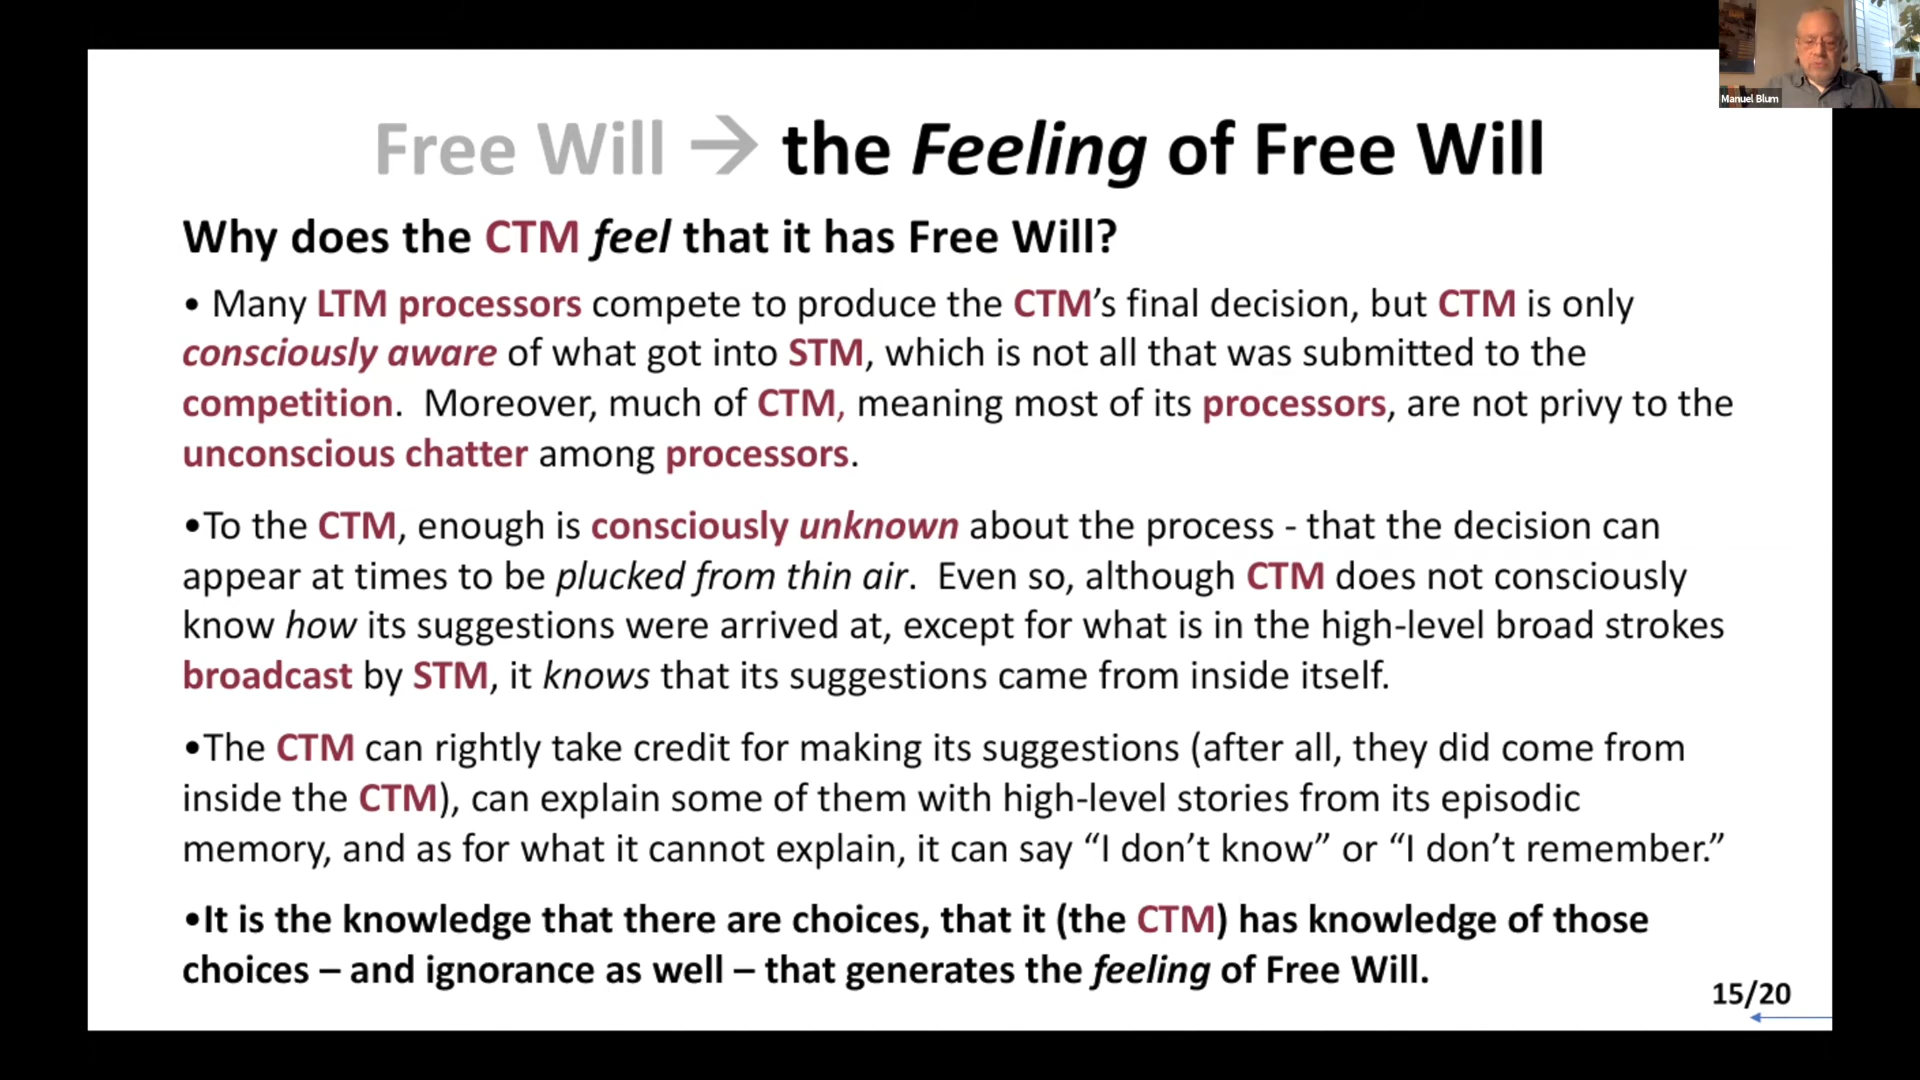 Manuel Blum
Free Will → the Feeling of Free Will
Why does the CTM feel that it has Free Will?
• Many LTM processors compete to produce the CTM’s final decision, but CTM is only
consciously aware of what got into STM, which is not all that was submitted to the
competition.  Moreover, much of CTM, meaning most of its processors, are not privy to the
unconscious chatter among processors.
•To the CTM, enough is consciously unknown about the process - that the decision can
appear at times to be plucked from thin air.  Even so, although CTM does not consciously
know how its suggestions were arrived at, except for what is in the high-level broad strokes
broadcast by STM, it knows that its suggestions came from inside itself.
•The CTM can rightly take credit for making its suggestions (after all, they did come from
inside the CTM), can explain some of them with high-level stories from its episodic
memory, and as for what it cannot explain, it can say “I don’t know” or “I don’t remember.”
•It is the knowledge that there are choices, that it (the CTM) has knowledge of those
choices – and ignorance as well – that generates the feeling of Free Will.
15/20